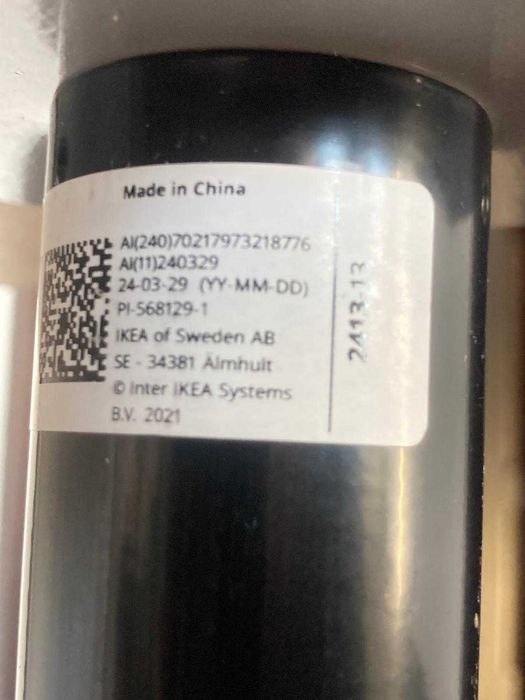 Made in China
AI(240)70217973218776
AI(11)240329
24-03-29 (YY-MM-DD)
PI-568129-1
IKEA of Sweden AB
SE - 34381 Älmhult
© Inter IKEA Systems
B.V. 2021
2413-13